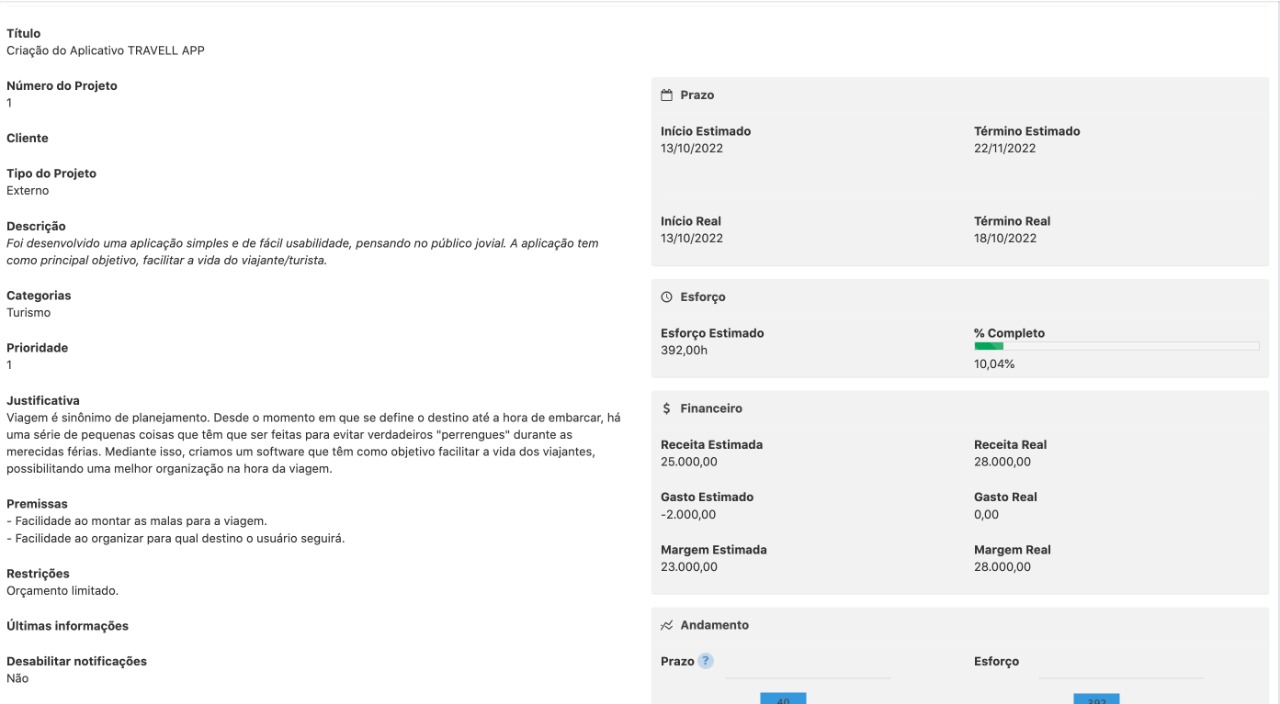 Título
Criação do Aplicativo TRAVELL APP
Número do Projeto
1
Cliente
Tipo do Projeto
Externo
Descrição
Foi desenvolvido uma aplicação simples e de fácil usabilidade, pensando no público jovial. A aplicação tem
como principal objetivo, facilitar a vida do viajante/turista.
Categorias
Turismo
Prioridade
1
Justificativa
Viagem é sinônimo de planejamento. Desde o momento em que se define o destino até a hora de embarcar, há
uma série de pequenas coisas que têm que ser feitas para evitar verdadeiros "perrengues" durante as
merecidas férias. Mediante isso, criamos um software que têm como objetivo facilitar a vida dos viajantes,
possibilitando uma melhor organização na hora da viagem.
Premissas
- Facilidade ao montar as malas para a viagem.
- Facilidade ao organizar para qual destino o usuário seguirá.
Restrições
Orçamento limitado.
Últimas informações
Desabilitar notificações
Não
Prazo
Início Estimado Término Estimado
13/10/2022 22/11/2022
Início Real Término Real
13/10/2022 18/10/2022
Esforço
Esforço Estimado % Completo
392,00h
10,04%
$ Financeiro
Receita Estimada Receita Real
25.000,00 28.000,00
Gasto Estimado Gasto Real
-2.000,00 0,00
Margem Estimada Margem Real
23.000,00 28.000,00
Andamento
Prazo ? Esforço
40 392